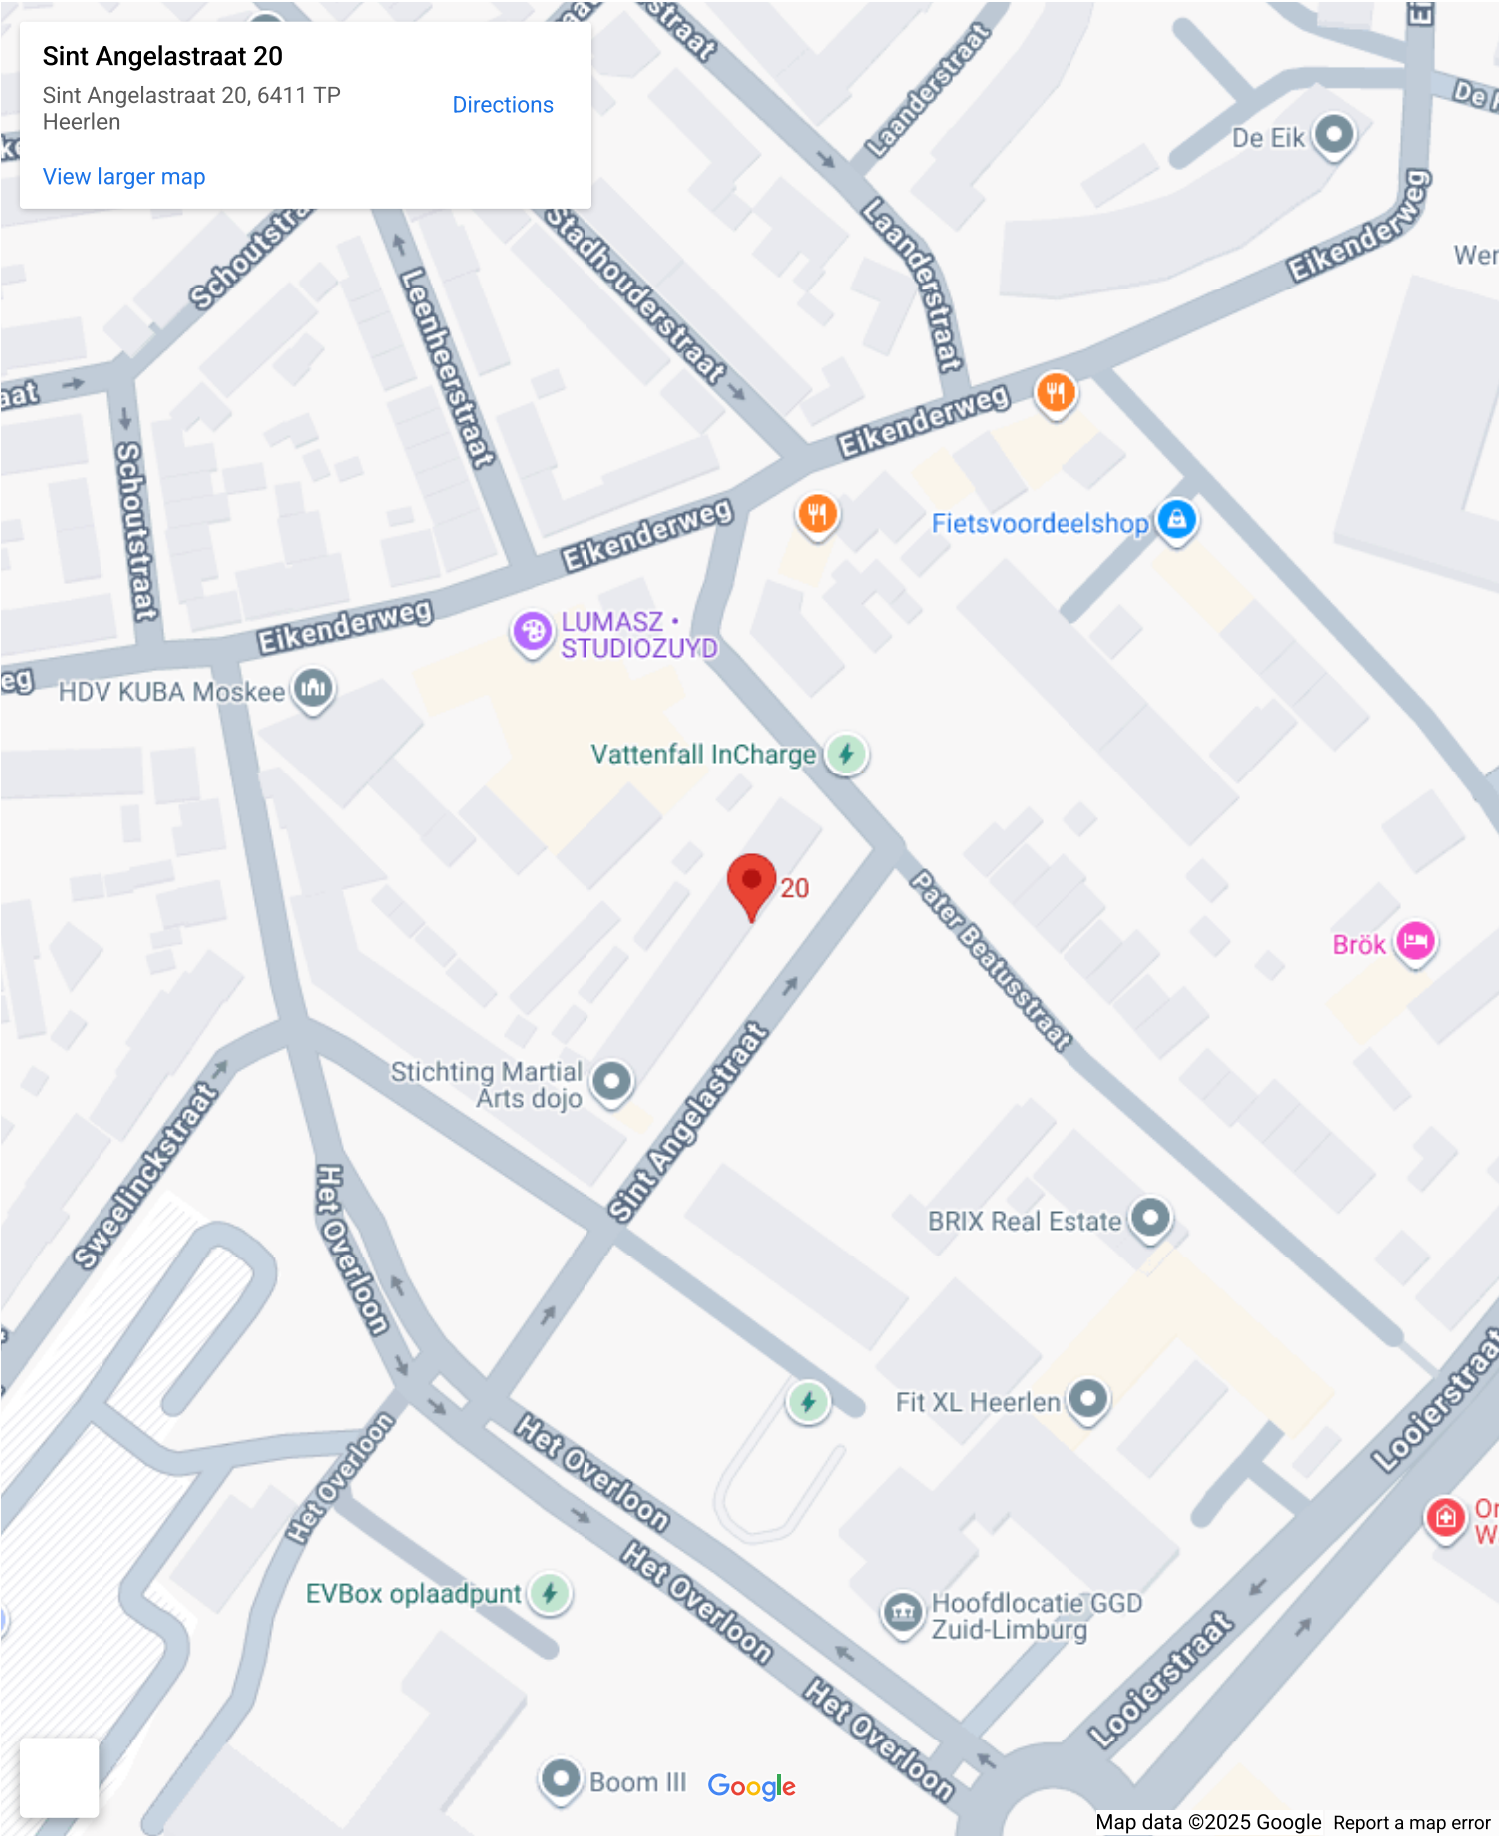 Sint Angelastraat 20
Sint Angelastraat 20, 6411 TP
Heerlen
Directions
View larger map
Laanderstraat
De Eik
Eikenderweg
Schoutstra
Stadhouderstraat
Laanderstraat
Leenheerstraat
Schoutstraat
Eikenderweg
Eikenderweg
Eikenderweg
Fietsvoordeelshop
LUMASZ •
STUDIOZUYD
HDV KUBA Moskee
Vattenfall InCharge
20
Pater Beatusstraat
Brök
Stichting Martial
Arts dojo
Sint Angelastraat
Sweelinckstraat
Het Overloon
BRIX Real Estate
Fit XL Heerlen
Looierstraat
Het Overloon
Het Overloon
Het Overloon
EVBox oplaadpunt
Hoofdlocatie GGD
Zuid-Limburg
Looierstraat
Het Overloon
Boom III
Google
Map data ©2025 Google
Report a map error